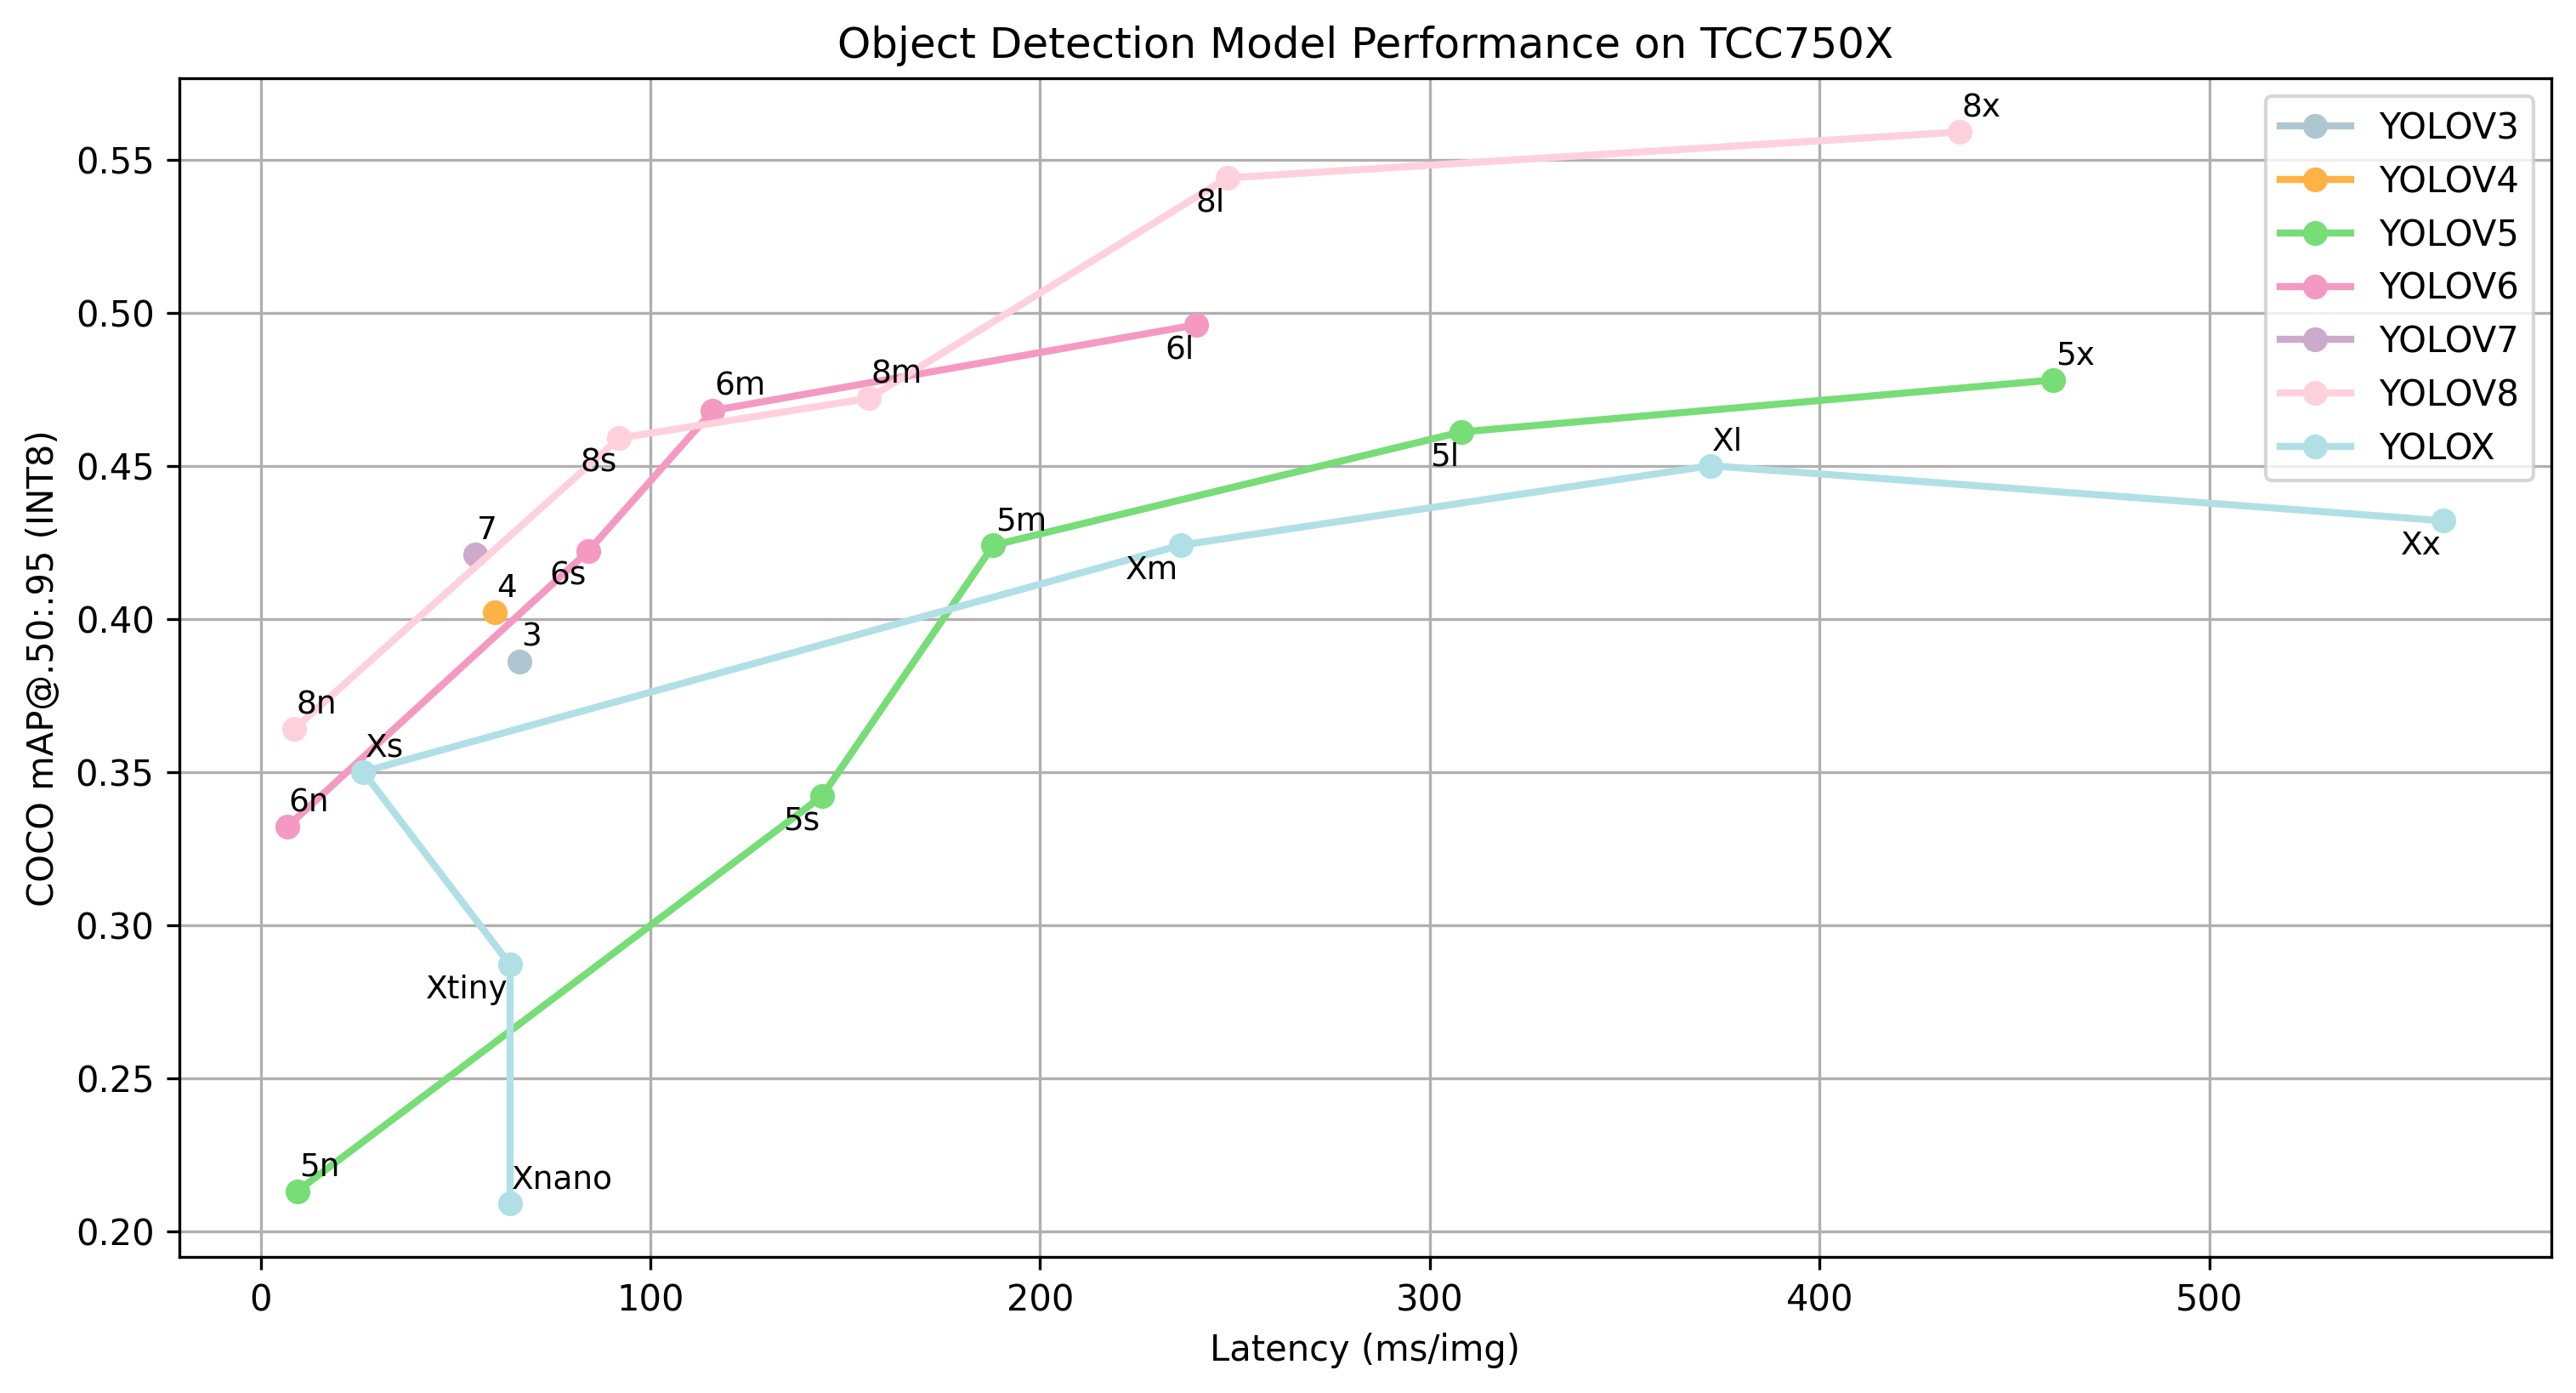 Object Detection Model Performance on TCC750X
COCO mAP@.50:.95 (INT8)
0.55
0.50
0.45
0.40
0.35
0.30
0.25
0.20
8x
8l
6l
8m
6m
8s
5x
5l
Xl
5m
Xm
Xx
7
6s
4
3
8n
Xs
6n
5s
Xtiny
5n
Xnano
YOLOV3
YOLOV4
YOLOV5
YOLOV6
YOLOV7
YOLOV8
YOLOX
0
100
200
300
400
500
Latency (ms/img)